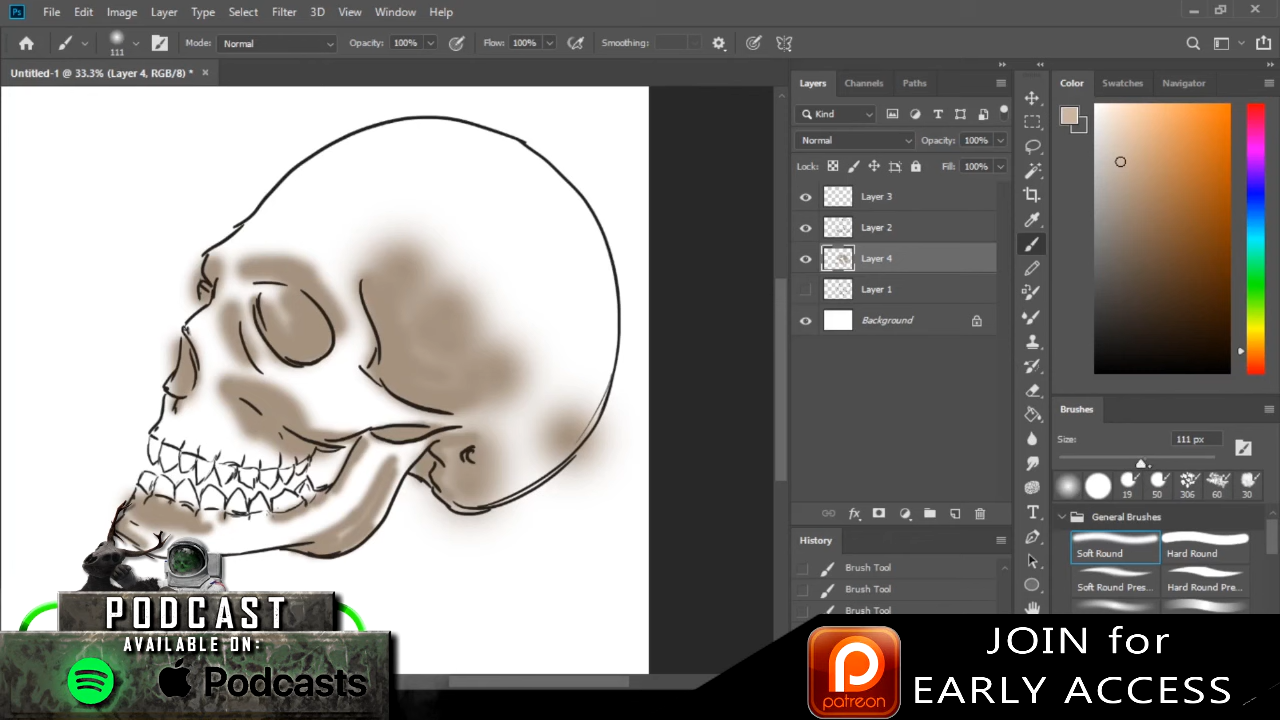 Ps File Edit Image Layer Type Select Filter 3D View Window Help
111 Mode: Normal Opacity: 100% Flow: 100% Smoothing:
Untitled-1 @ 33.3% (Layer 4, RGB/8) * ×
Layers Channels Paths
Kind
Normal Opacity: 100%
Lock: Fill: 100%
Layer 3
Layer 2
Layer 4
Layer 1
Background
fx
History
Brush Tool
Brush Tool
Brush Tool
Color Swatches Navigator
Brushes
Size: 111 px
19 50 306 60 30
General Brushes
Soft Round Hard Round
Soft Round Pres... Hard Round Pre...
PODCAST
AVAILABLE ON:
Podcasts
patreon
JOIN for
EARLY ACCESS